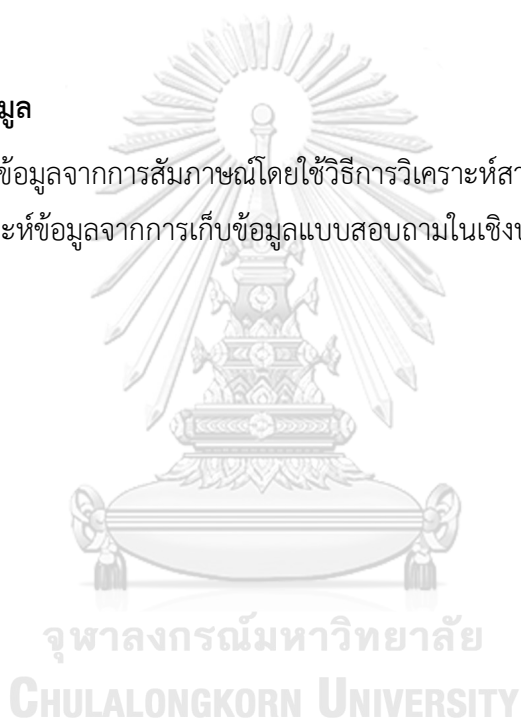 มูล
ข้อมูลจากการสัมภาษณ์โดยใช้วิธีการวิเคราะห์สา
ะห์ข้อมูลจากการเก็บข้อมูลแบบสอบถามในเชิงป
จุฬาลงกรณ์มหาวิทยาลัย
CHULALONGKORN UNIVERSITY